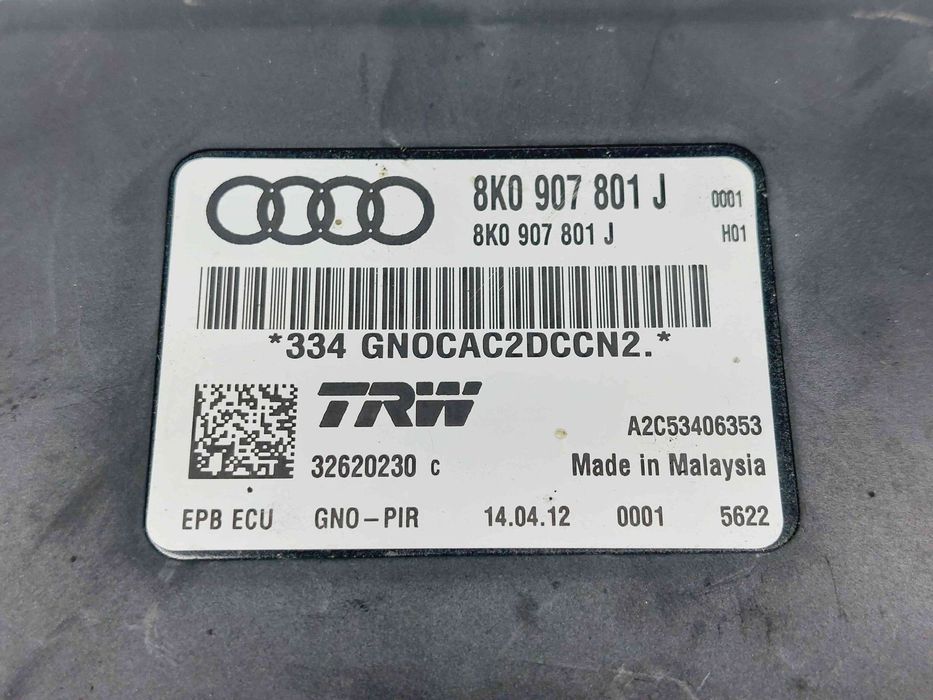 8K0 907 801 J 0001
8K0 907 801 J H01
*334 GNOCAC2DCCN2.*
TRW
A2C53406353
32620230 C Made in Malaysia
EPB ECU GNO-PIR 14.04.12 0001 5622